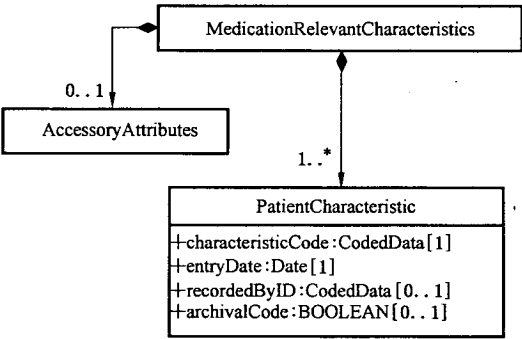 MedicationRelevantCharacteristics
0..1
AccessoryAttributes
1..*
PatientCharacteristic
+characteristicCode:CodedData[1]
+entryDate:Date[1]
+recordedByID:CodedData[0..1]
+archivalCode:BOOLEAN[0..1]